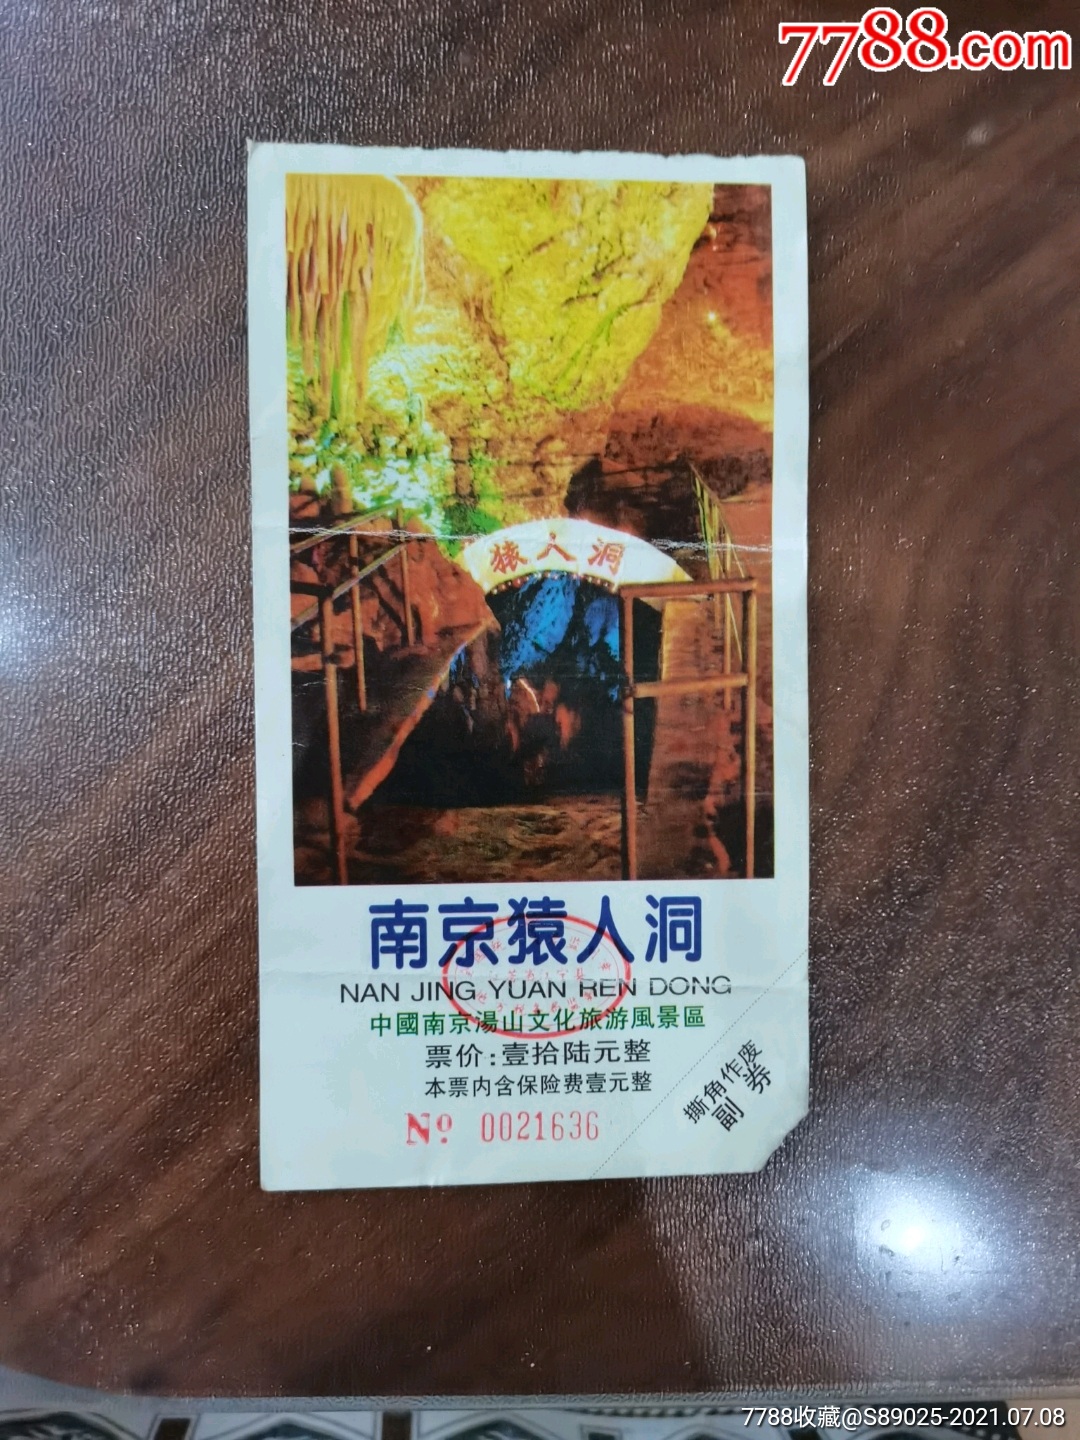 7788.com
猿人洞
南京猿人洞
NAN JING YUAN REN DONG
中國南京湯山文化旅游風景區
票价:壹拾陆元整
本票内含保险费壹元整
№ 0021636
撕角作废
副券
7788收藏@S89025-2021.07.08